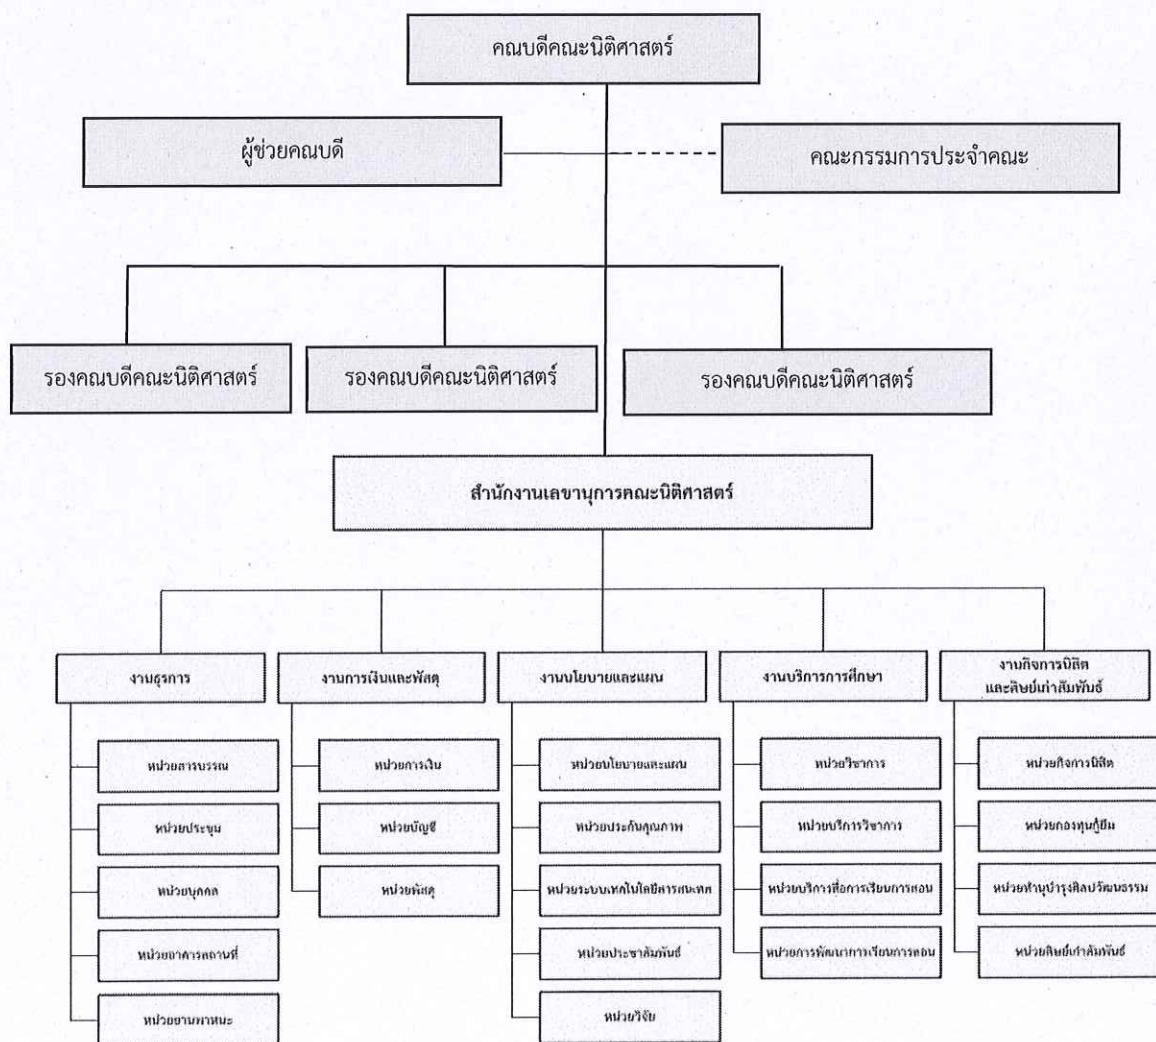 คณบดีคณะนิติศาสตร์
ผู้ช่วยคณบดี
คณะกรรมการประจำคณะ
รองคณบดีคณะนิติศาสตร์
รองคณบดีคณะนิติศาสตร์
รองคณบดีคณะนิติศาสตร์
สำนักงานเลขานุการคณะนิติศาสตร์
งานธุรการ
หน่วยสารบรรณ
หน่วยประชุม
หน่วยบุคคล
หน่วยอาคารสถานที่
หน่วยยานพาหนะ
งานการเงินและพัสดุ
หน่วยการเงิน
หน่วยบัญชี
หน่วยพัสดุ
งานนโยบายและแผน
หน่วยนโยบายและแผน
หน่วยประกันคุณภาพ
หน่วยระบบเทคโนโลยีสารสนเทศ
หน่วยประชาสัมพันธ์
หน่วยวิจัย
งานบริการการศึกษา
หน่วยวิชาการ
หน่วยบริการวิชาการ
หน่วยบริการสื่อการเรียนการสอน
หน่วยการพัฒนาการเรียนการสอน
งานกิจการนิสิต
และศิษย์เก่าสัมพันธ์
หน่วยกิจการนิสิต
หน่วยกองทุนกู้ยืม
หน่วยทำนุบำรุงศิลปวัฒนธรรม
หน่วยศิษย์เก่าสัมพันธ์